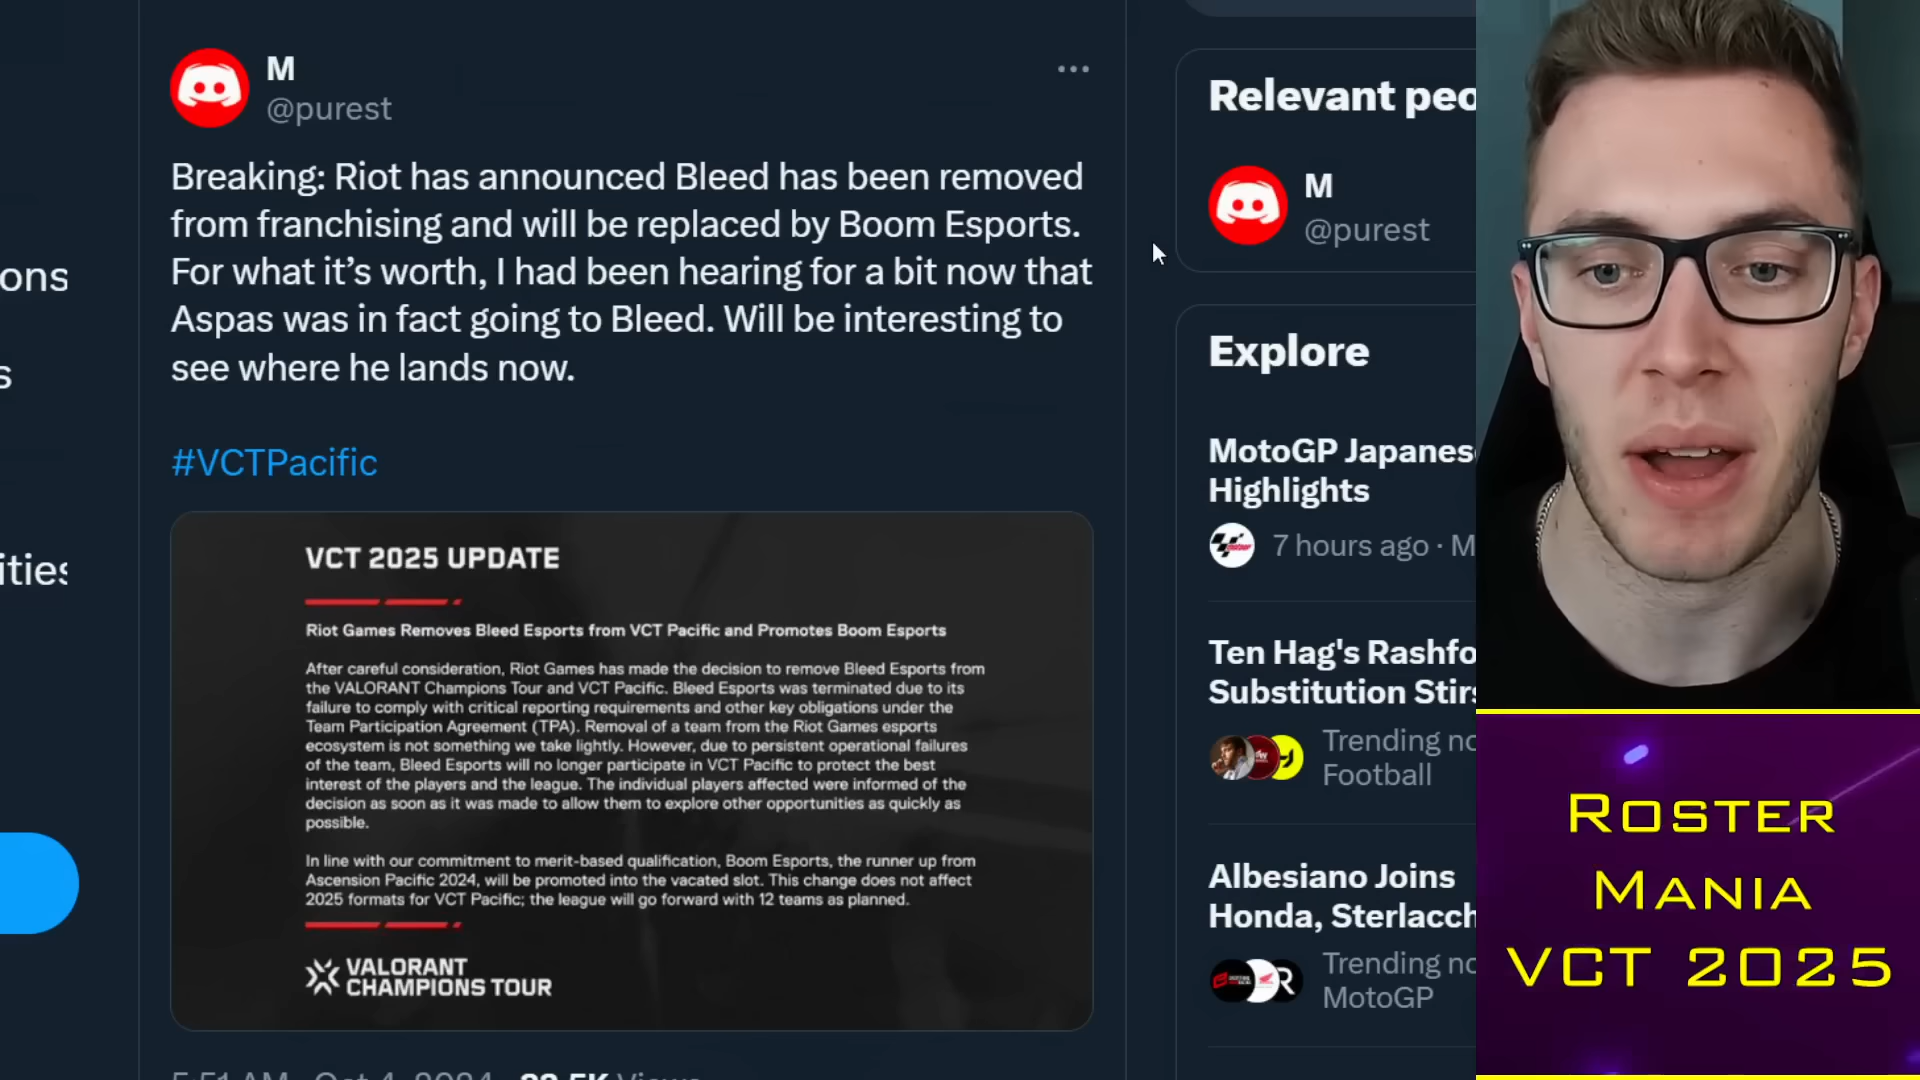 M
@purest
Breaking: Riot has announced Bleed has been removed
from franchising and will be replaced by Boom Esports.
For what it’s worth, I had been hearing for a bit now that
Aspas was in fact going to Bleed. Will be interesting to
see where he lands now.
#VCTPacific
VCT 2025 UPDATE
Riot Games Removes Bleed Esports from VCT Pacific and Promotes Boom Esports
After careful consideration, Riot Games has made the decision to remove Bleed Esports from
the VALORANT Champions Tour and VCT Pacific. Bleed Esports was terminated due to its
failure to comply with critical reporting requirements and other key obligations under the
Team Participation Agreement (TPA). Removal of a team from the Riot Games esports
ecosystem is not something we take lightly. However, due to persistent operational failures
of the team, Bleed Esports will no longer participate in VCT Pacific to protect the best
interest of the players and the league. The individual players affected were informed of the
decision as soon as it was made to allow them to explore other opportunities as quickly as
possible.
In line with our commitment to merit-based qualification, Boom Esports, the runner up from
Ascension Pacific 2024, will be promoted into the vacated slot. This change does not affect
2025 formats for VCT Pacific; the league will go forward with 12 teams as planned.
VALORANT
CHAMPIONS TOUR
5:51 AM · Oct 4, 2024 ·
Views
ons
s
ities
Relevant peo
M
@purest
Explore
MotoGP Japanese
Highlights
7 hours ago · M
Ten Hag's Rashfo
Substitution Stirs
Trending no
Football
Albesiano Joins
Honda, Sterlacch
Trending no
MotoGP
ROSTER
MANIA
VCT 2025